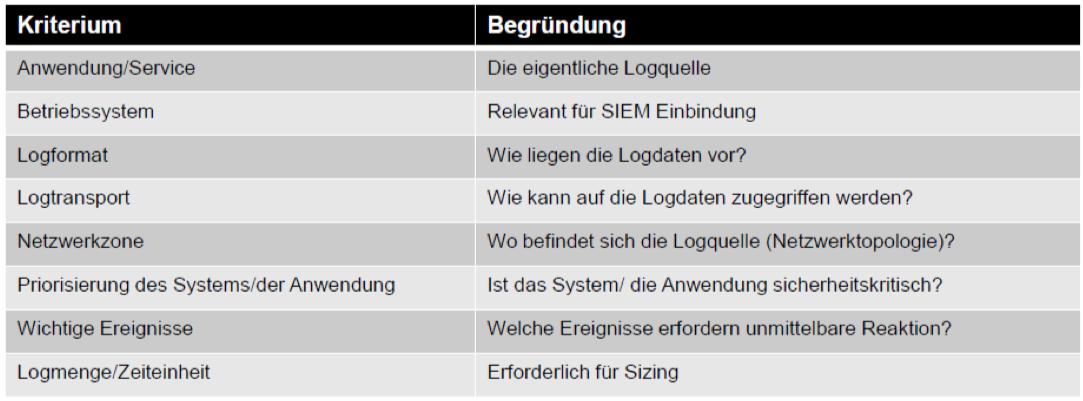 Kriterium Begründung
Anwendung/Service Die eigentliche Logquelle
Betriebssystem Relevant für SIEM Einbindung
Logformat Wie liegen die Logdaten vor?
Logtransport Wie kann auf die Logdaten zugegriffen werden?
Netzwerkzone Wo befindet sich die Logquelle (Netzwerktopologie)?
Priorisierung des Systems/der Anwendung Ist das System/ die Anwendung sicherheitskritisch?
Wichtige Ereignisse Welche Ereignisse erfordern unmittelbare Reaktion?
Logmenge/Zeiteinheit Erforderlich für Sizing